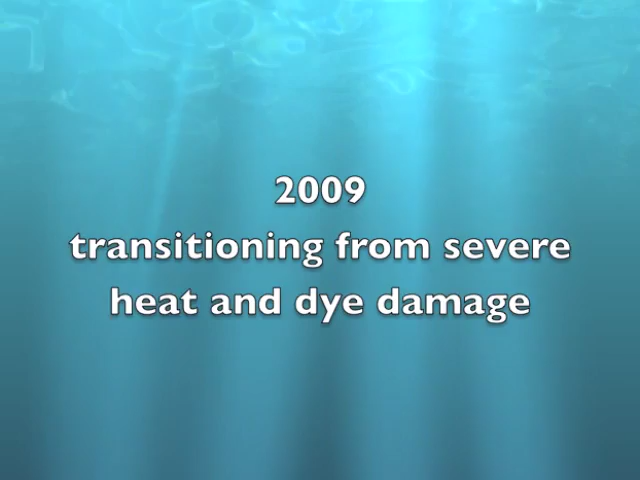 2009
transitioning from severe
heat and dye damage